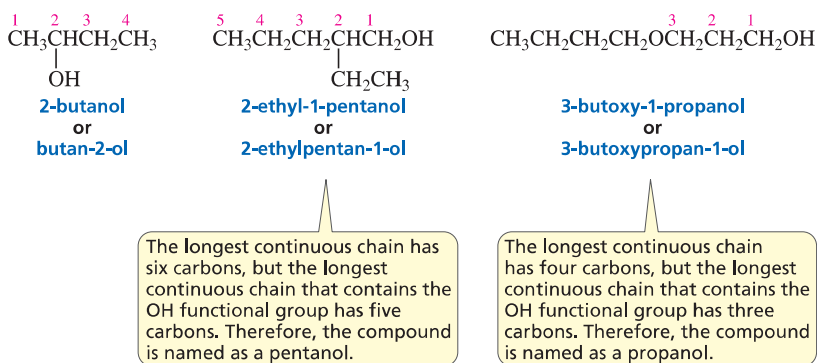 1 2 3 4
CH3CHCH2CH3
OH
2-butanol
or
butan-2-ol
5 4 3 2 1
CH3CH2CH2CHCH2OH
CH2CH3
2-ethyl-1-pentanol
or
2-ethylpentan-1-ol
3 2 1
CH3CH2CH2CH2OCH2CH2CH2OH
3-butoxy-1-propanol
or
3-butoxypropan-1-ol
The longest continuous chain has
six carbons, but the longest
continuous chain that contains the
OH functional group has five
carbons. Therefore, the compound
is named as a pentanol.
The longest continuous chain
has four carbons, but the longest
continuous chain that contains the
OH functional group has three
carbons. Therefore, the compound
is named as a propanol.